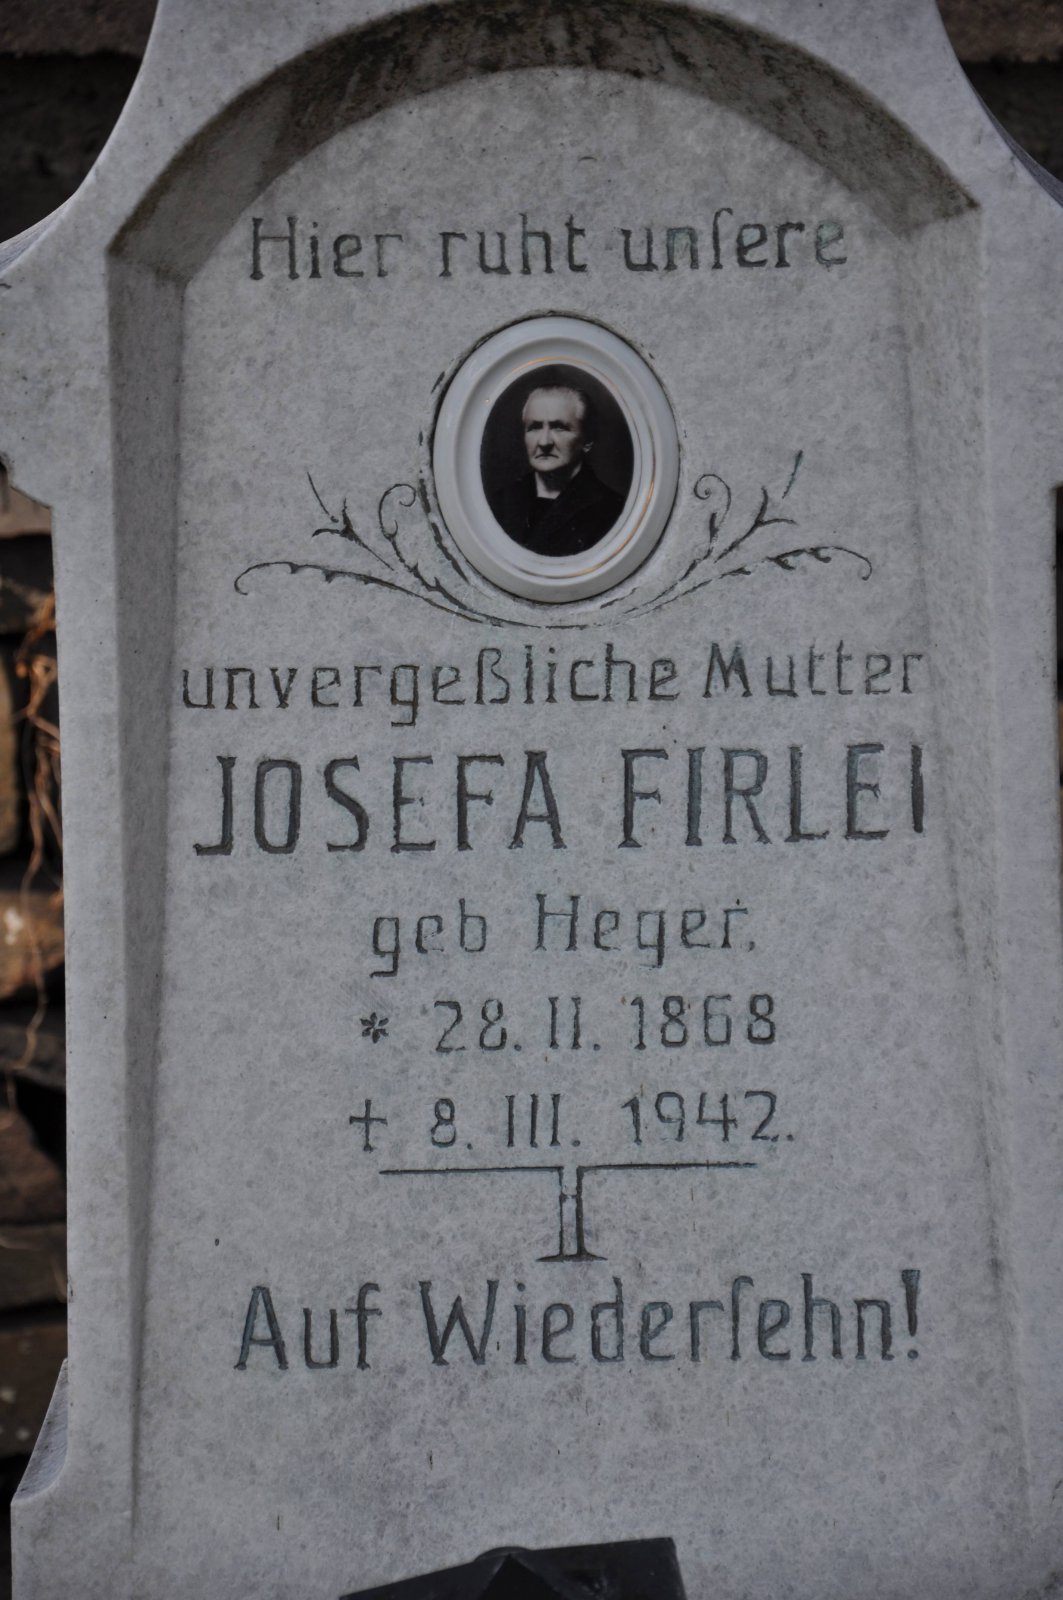 Hier ruht unſere
unvergeßliche Mutter
JOSEFA FIRLEI
geb Heger.
* 28. II. 1868
+ 8. III. 1942.
Auf Wiederſehn!